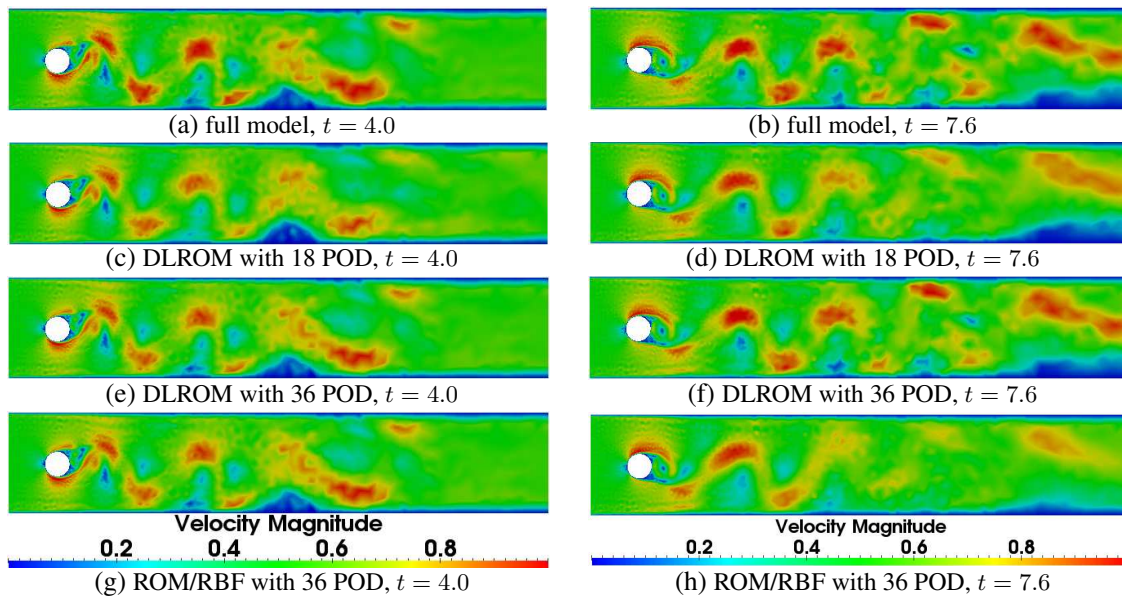 (a) full model, t = 4.0
(b) full model, t = 7.6
(c) DLROM with 18 POD, t = 4.0
(d) DLROM with 18 POD, t = 7.6
(e) DLROM with 36 POD, t = 4.0
(f) DLROM with 36 POD, t = 7.6
Velocity Magnitude
0.2 0.4 0.6 0.8
(g) ROM/RBF with 36 POD, t = 4.0
Velocity Magnitude
0.2 0.4 0.6 0.8
(h) ROM/RBF with 36 POD, t = 7.6